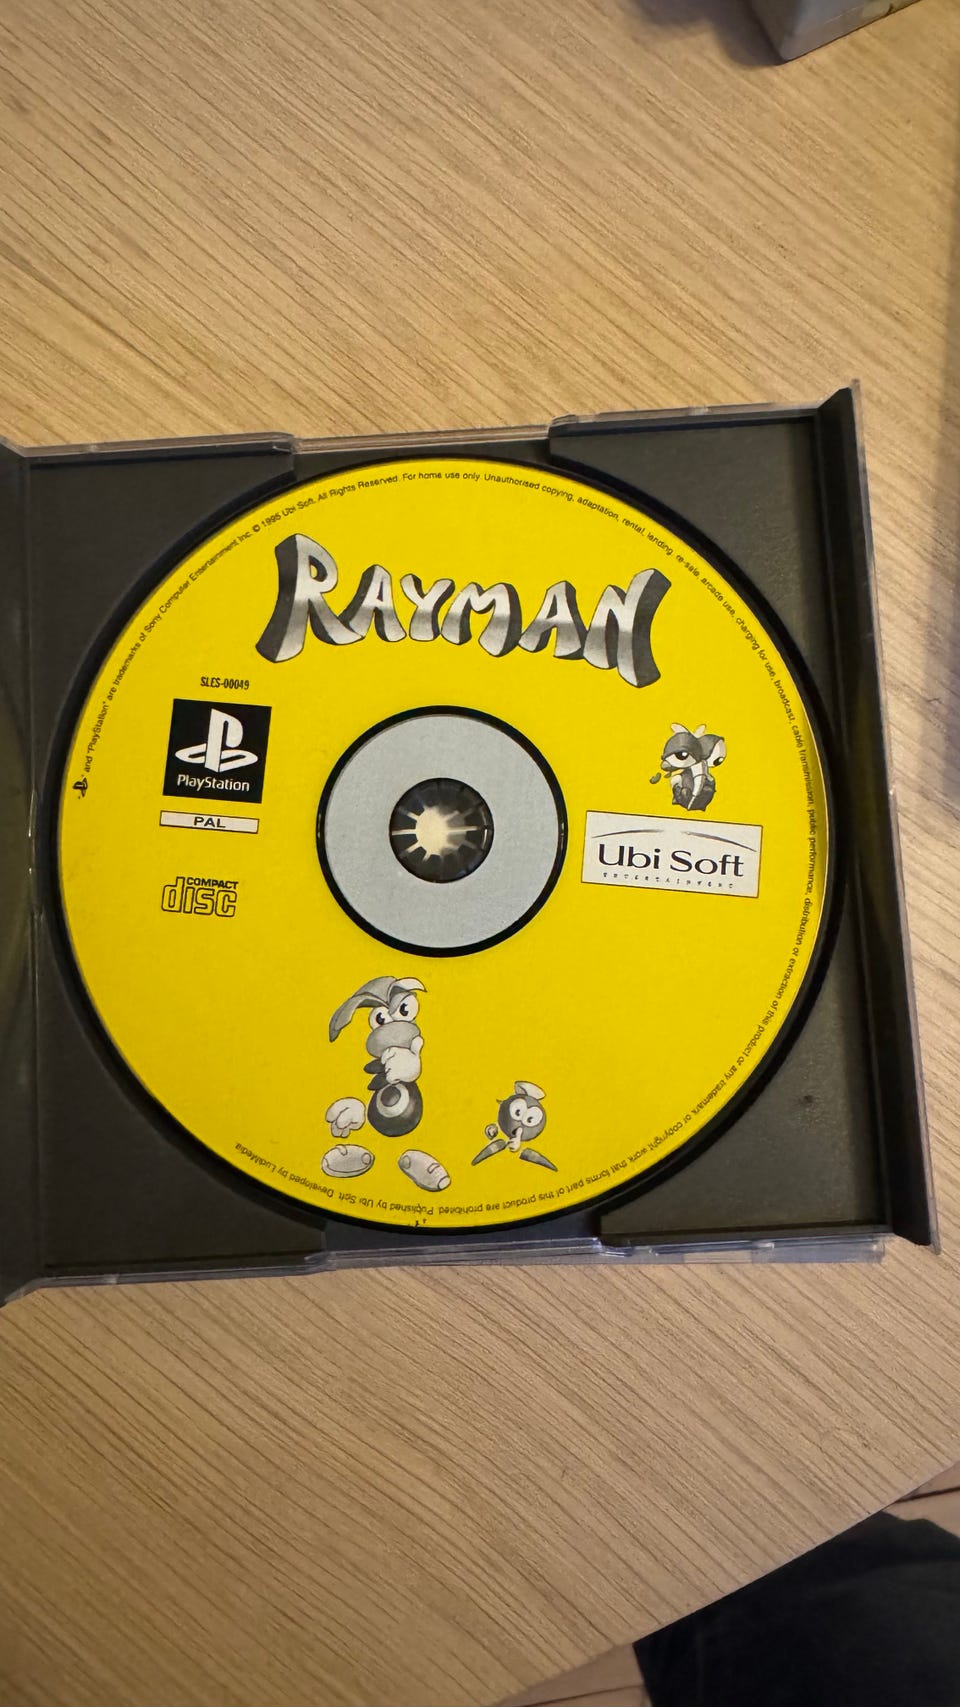 " and "PlayStation" are trademarks of Sony Computer Entertainment Inc. © 1995 Ubi Soft. All Rights Reserved. For home use only. Unauthorised copying, adaptation, rental, lending, re-sale, arcade use, charging for use, broadcast, cable transmission, public performance, distribution or extraction of this product or any trademark or copyright work that forms part of this product are prohibited. Published by Ubi Soft. Developed by LudiMedia
RAYMAN
SLES-00049
PlayStation
PAL
COMPACT
disc
Ubi Soft
ENTERTAINMENT